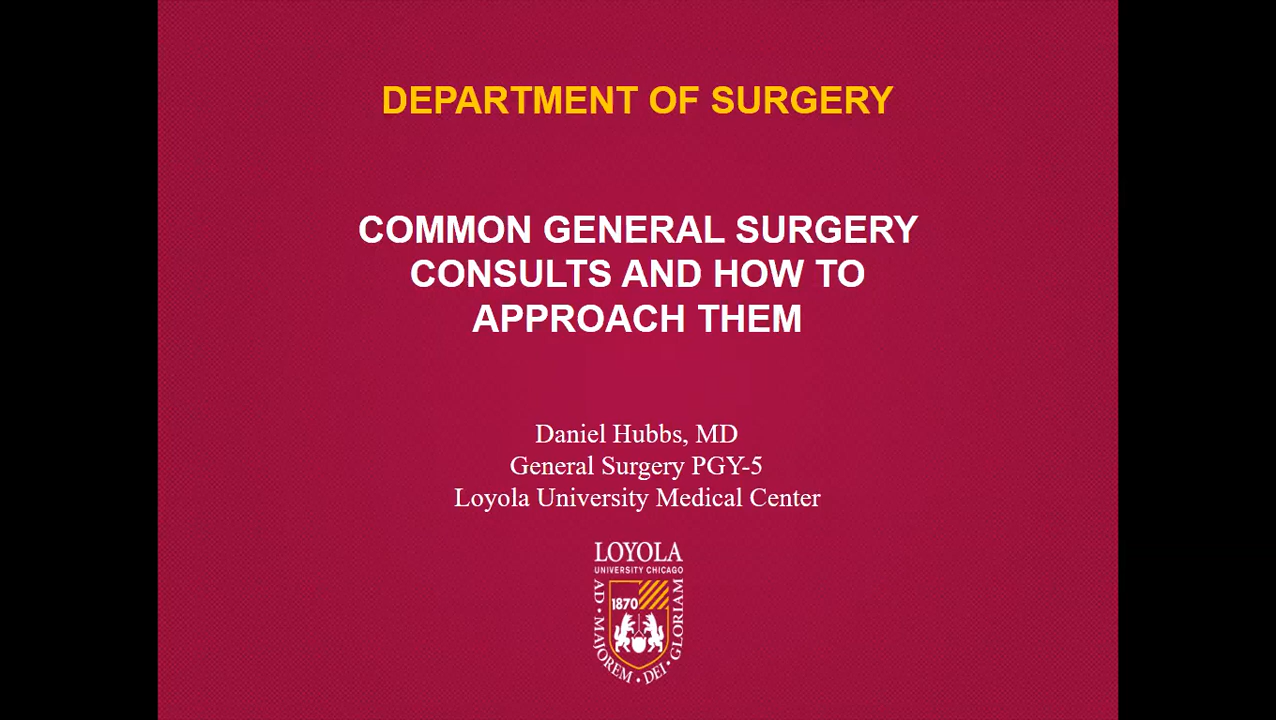 DEPARTMENT OF SURGERY
COMMON GENERAL SURGERY
CONSULTS AND HOW TO
APPROACH THEM
Daniel Hubbs, MD
General Surgery PGY-5
Loyola University Medical Center
LOYOLA
UNIVERSITY CHICAGO
1870
AD • MAJOREM • DEI • GLORIAM